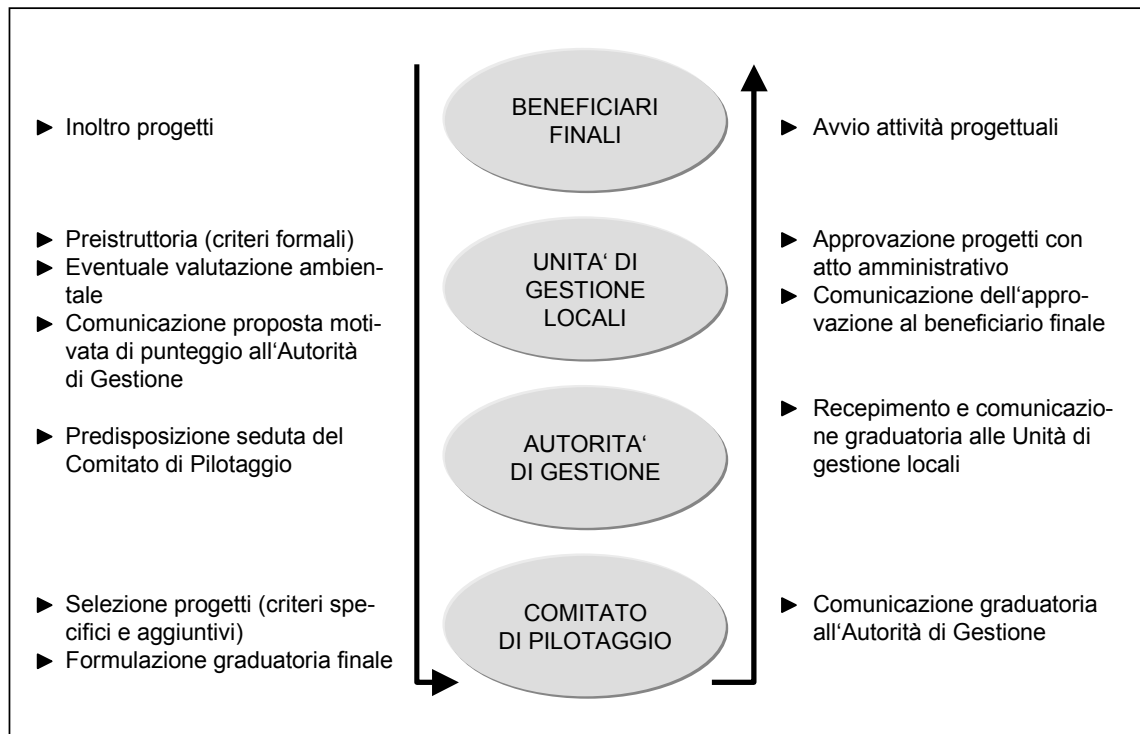 ► Inoltro progetti
BENEFICIARI
FINALI
► Avvio attività progettuali
► Preistruttoria (criteri formali)
► Eventuale valutazione ambien-
tale
► Comunicazione proposta moti-
vata di punteggio all‘Autorità
di Gestione
UNITA‘ DI
GESTIONE
LOCALI
► Approvazione progetti con
atto amministrativo
► Comunicazione dell‘appro-
vazione al beneficiario finale
► Predisposizione seduta del
Comitato di Pilotaggio
AUTORITA‘
DI GESTIONE
► Recepimento e comunicazio-
ne graduatoria alle Unità di
gestione locali
► Selezione progetti (criteri spe-
cifici e aggiuntivi)
► Formulazione graduatoria finale
COMITATO
DI PILOTAGGIO
► Comunicazione graduatoria
all‘Autorità di Gestione